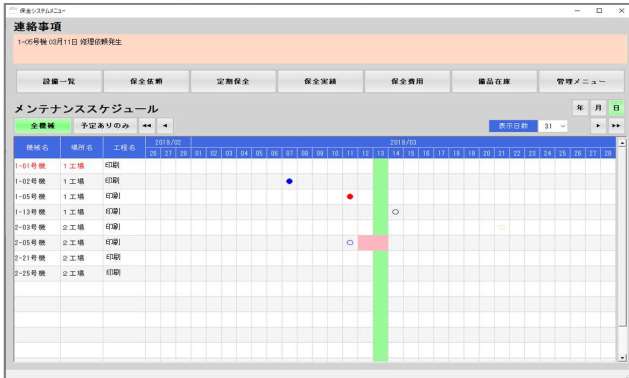 保全システムメニュー
連絡事項
1-05号機 03月11日 修理依頼発生
設備一覧 保全依頼 定期保全 保全実績 保全費用 備品在庫 管理メニュー
メンテナンススケジュール 年 月 日
全機械 予定ありのみ ◄◄ ◄ 表示日数 31 ► ►►
機械名 場所名 工程名 2019/02 2019/03
26 27 28 01 02 03 04 05 06 07 08 09 10 11 12 13 14 15 16 17 18 19 20 21 22 23 24 25 26 27 28
1-01号機 1工場 印刷
1-02号機 1工場 印刷
1-05号機 1工場 印刷
1-13号機 1工場 印刷
2-03号機 2工場 印刷
2-05号機 2工場 印刷
2-21号機 2工場 印刷
2-25号機 2工場 印刷